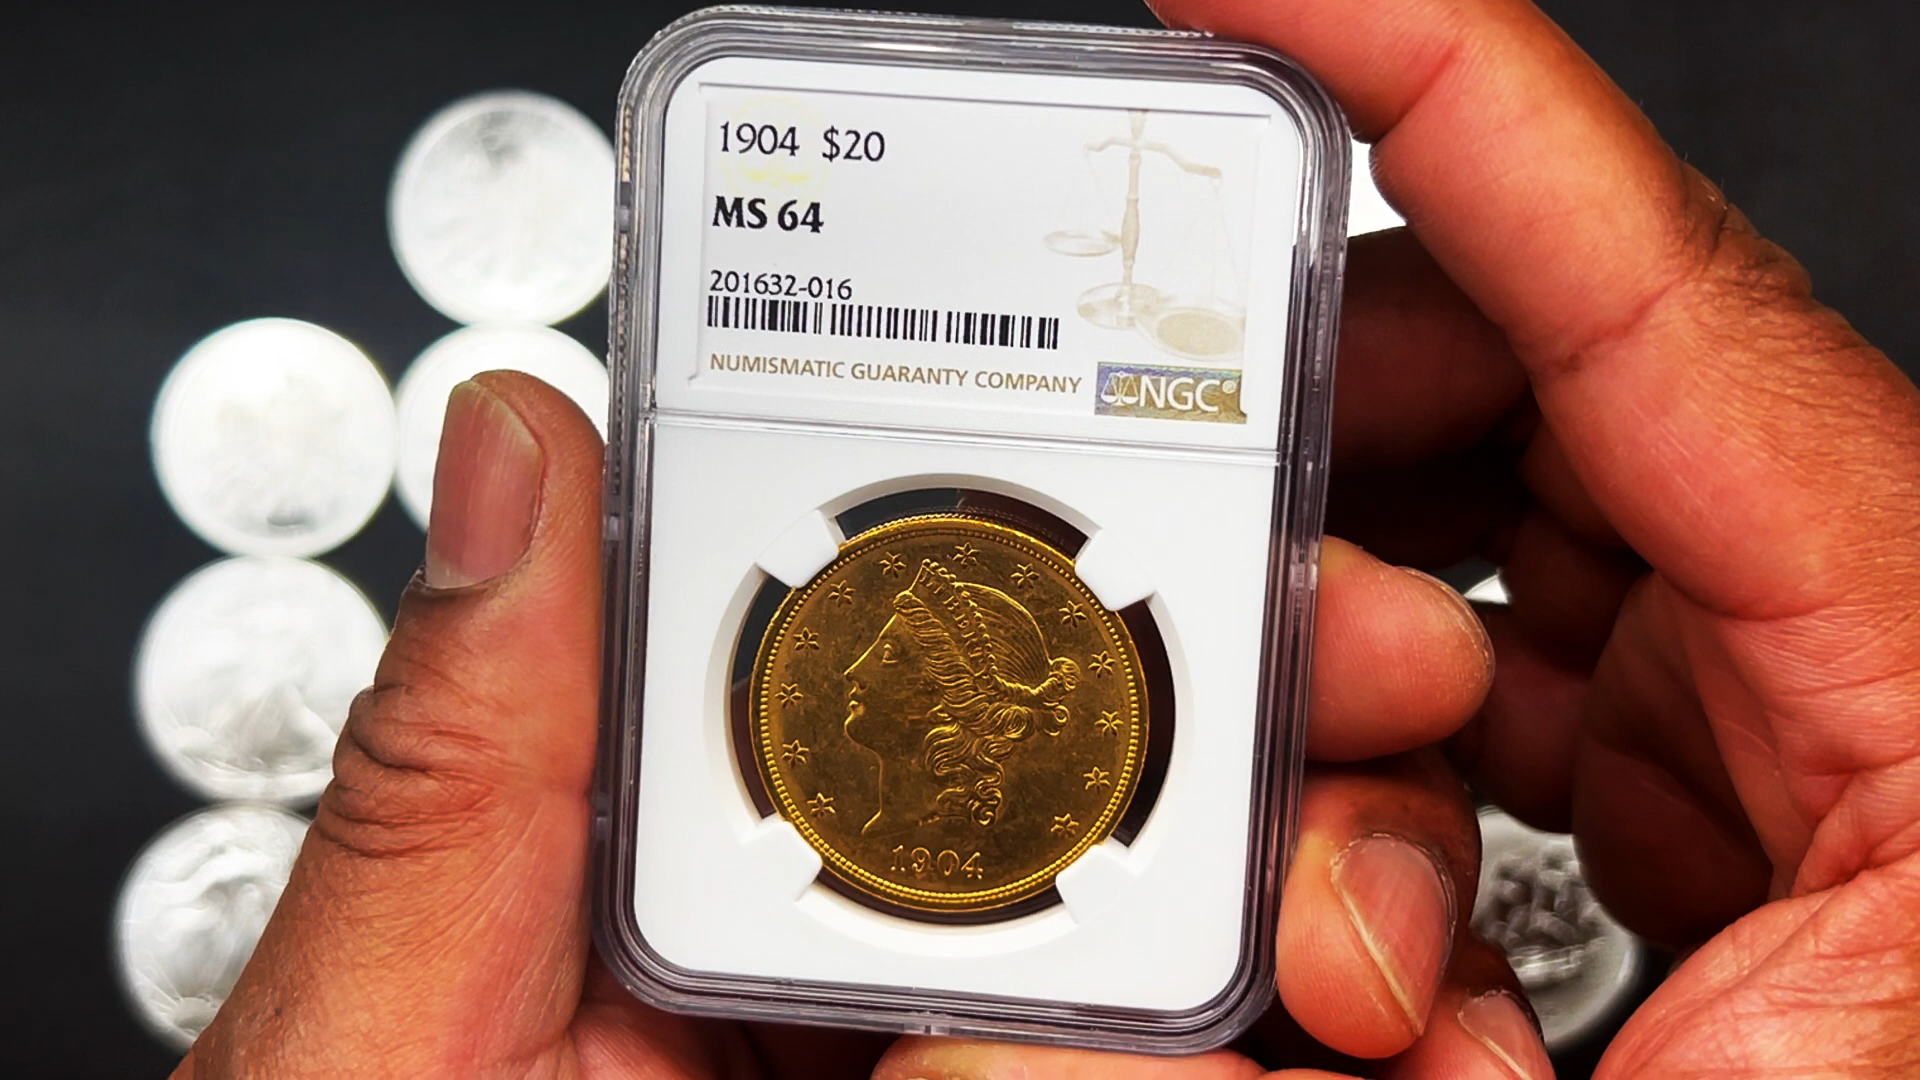 1904 $20
MS 64
201632-016
NUMISMATIC GUARANTY COMPANY
NGC
LIBERTY
1904